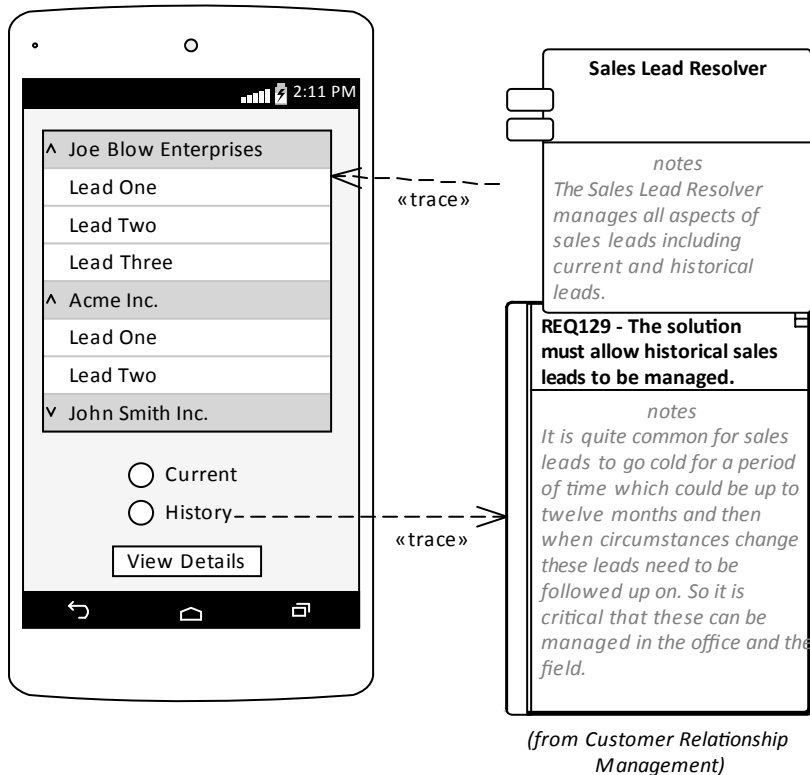 2:11 PM
Joe Blow Enterprises
Lead One
Lead Two
Lead Three
Acme Inc.
Lead One
Lead Two
John Smith Inc.
Current
History
View Details
«trace»
«trace»
Sales Lead Resolver
notes
The Sales Lead Resolver
manages all aspects of
sales leads including
current and historical
leads.
REQ129 - The solution
must allow historical sales
leads to be managed.
notes
It is quite common for sales
leads to go cold for a period
of time which could be up to
twelve months and then
when circumstances change
these leads need to be
followed up on. So it is
critical that these can be
managed in the office and the
field.
(from Customer Relationship
Management)